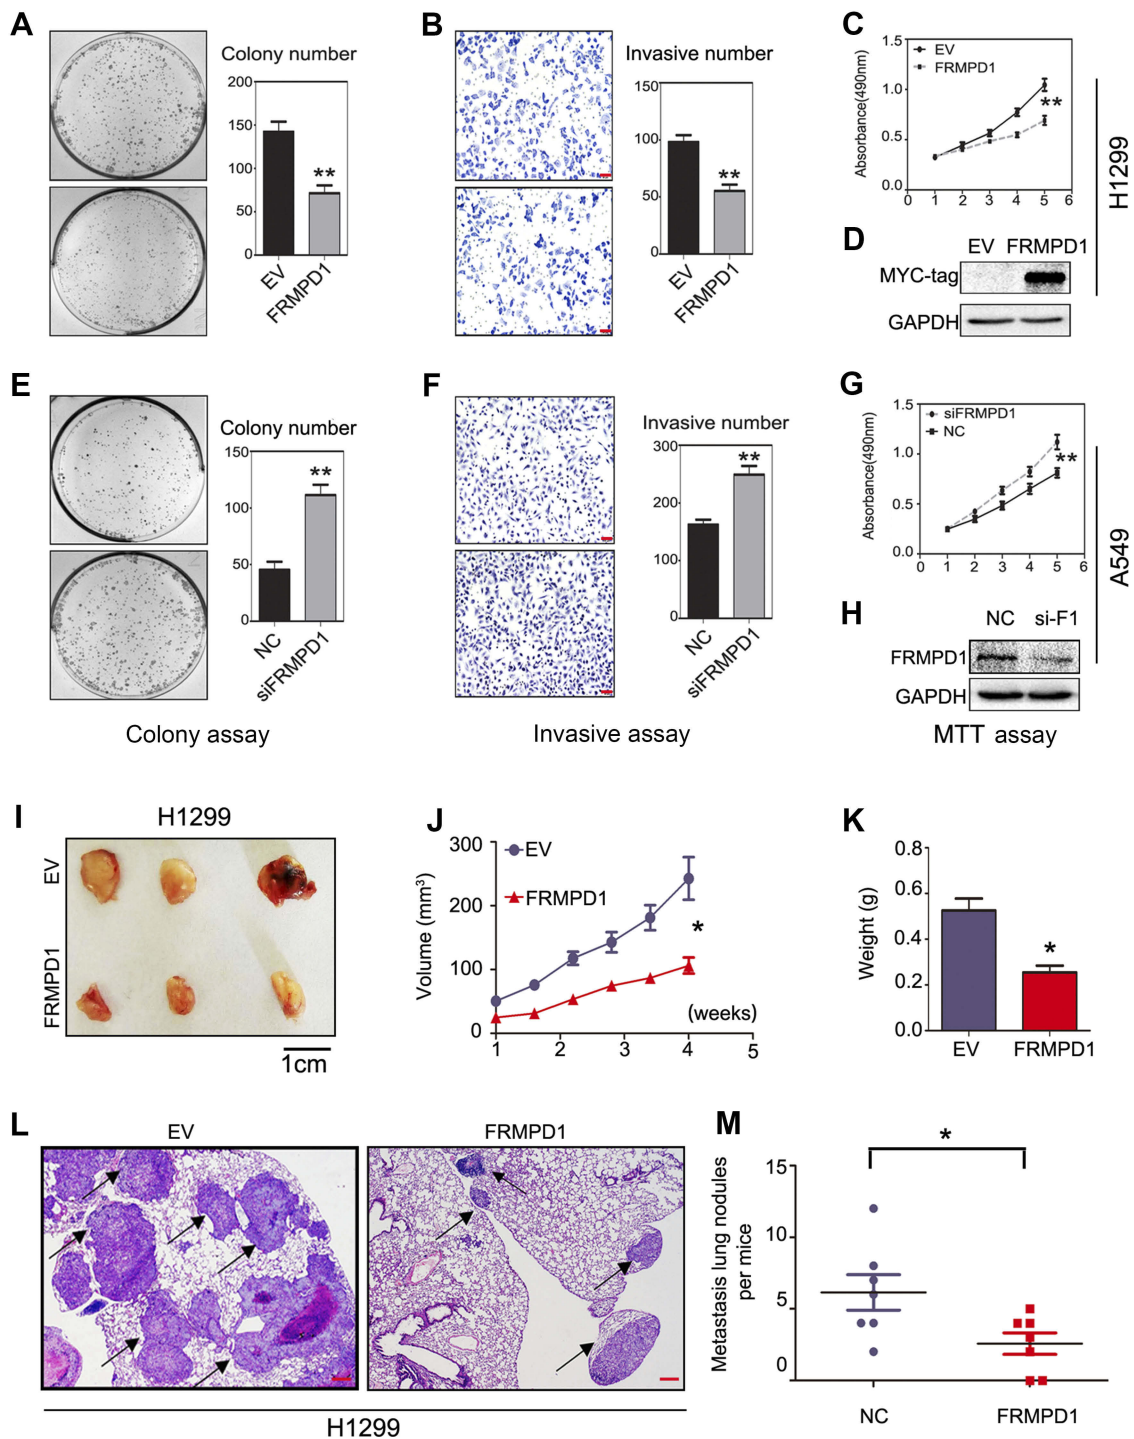 A
Colony number
200
150
100
50
0
**
EV
FRMPD1
B
Invasive number
150
100
50
0
**
EV
FRMPD1
C
Absorbance(490nm)
1.5
1.0
0.5
0.0
EV
FRMPD1
**
0 1 2 3 4 5 6
D
EV FRMPD1
MYC-tag
GAPDH
H1299
E
Colony number
150
100
50
0
**
NC
siFRMPD1
Colony assay
F
Invasive number
300
200
100
0
**
NC
siFRMPD1
Invasive assay
G
Absorbance(490nm)
1.5
1.0
0.5
0.0
siFRMPD1
NC
**
0 1 2 3 4 5 6
H
NC si-F1
FRMPD1
GAPDH
A549
MTT assay
I
H1299
EV
FRMPD1
1cm
J
Volume (mm³)
300
200
100
0
EV
FRMPD1
*
(weeks)
1 2 3 4 5
K
Weight (g)
0.8
0.6
0.4
0.2
0.0
*
EV FRMPD1
L
EV FRMPD1
H1299
M
Metastasis lung nodules
per mice
*
15
10
5
0
NC FRMPD1